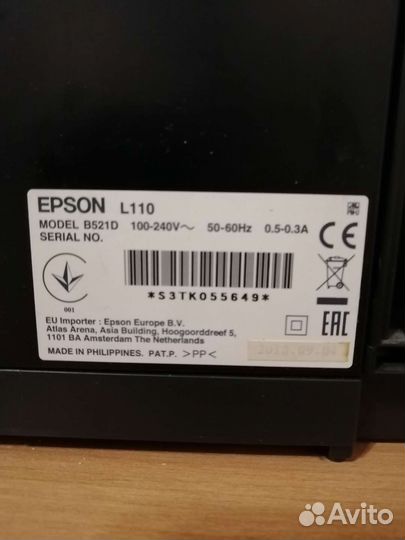 EPSON L110
MODEL B521D 100-240V~ 50-60Hz 0.5-0.3A
SERIAL NO.
CE
*S3TK055649*
001
EU Importer : Epson Europe B.V.
Atlas Arena, Asia Building, Hoogoorddreef 5,
1101 BA Amsterdam The Netherlands
EAC
MADE IN PHILIPPINES. PAT.P. >PP<
Avito